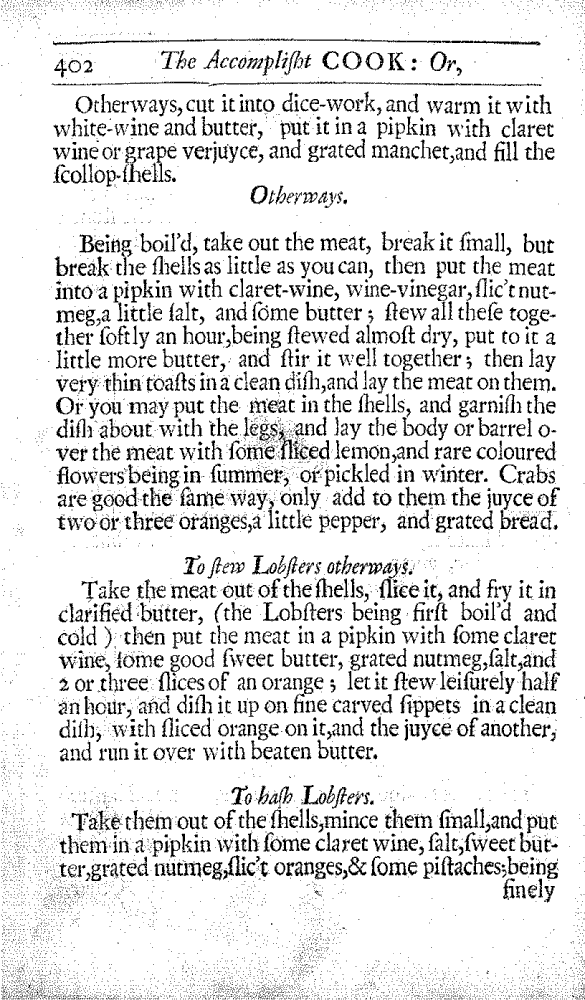 402 The Accompliſht COOK: Or,
Otherways, cut it into dice-work, and warm it with
white-wine and butter, put it in a pipkin with claret
wine or grape verjuyce, and grated manchet, and fill the
ſcollop-ſhells.
Otherways.
Being boil'd, take out the meat, break it ſmall, but
break the ſhells as little as you can, then put the meat
into a pipkin with claret-wine, wine-vinegar, ſlic't nut-
meg, a little ſalt, and ſome butter; ſtew all theſe toge-
ther ſoftly an hour, being ſtewed almoſt dry, put to it a
little more butter, and ſtir it well together; then lay
very thin toaſts in a clean diſh, and lay the meat on them.
Or you may put the meat in the ſhells, and garniſh the
diſh about with the legs, and lay the body or barrel o-
ver the meat with ſome ſliced lemon, and rare coloured
flowers being in ſummer, or pickled in winter. Crabs
are good the ſame way, only add to them the juyce of
two or three oranges, a little pepper, and grated bread.
To ſtew Lobſters otherways.
Take the meat out of the ſhells, ſlice it, and fry it in
clarified butter, (the Lobſters being firſt boil'd and
cold) then put the meat in a pipkin with ſome claret
wine, ſome good ſweet butter, grated nutmeg, ſalt, and
2 or three ſlices of an orange; let it ſtew leiſurely half
an hour, and diſh it up on fine carved ſippets in a clean
diſh, with ſliced orange on it, and the juyce of another,
and run it over with beaten butter.
To haſh Lobſters.
Take them out of the ſhells, mince them ſmall, and put
them in a pipkin with ſome claret wine, ſalt, ſweet but-
ter, grated nutmeg, ſlic't oranges, & ſome piſtaches; being
finely